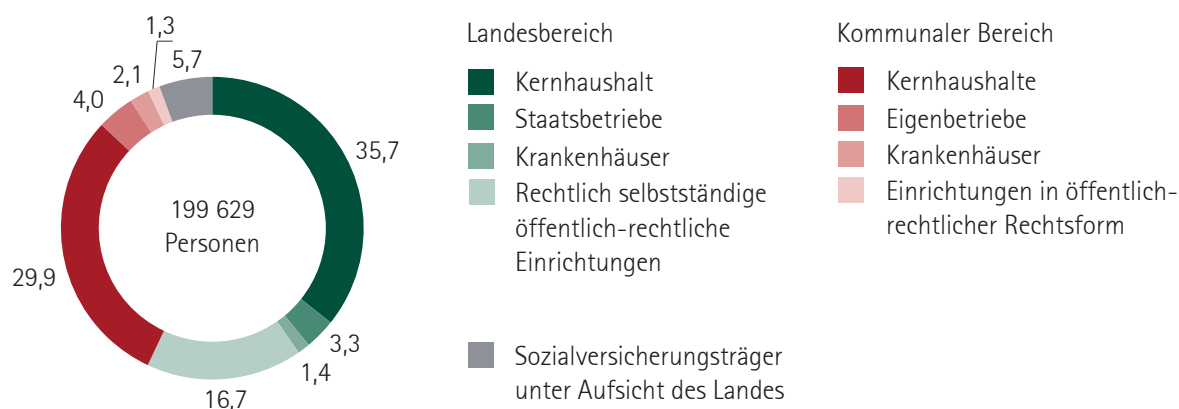 1,3
5,7
2,1
4,0
35,7
199 629
Personen
29,9
3,3
1,4
16,7
Landesbereich
Kernhaushalt
Staatsbetriebe
Krankenhäuser
Rechtlich selbstständige
öffentlich-rechtliche
Einrichtungen
Sozialversicherungsträger
unter Aufsicht des Landes
Kommunaler Bereich
Kernhaushalte
Eigenbetriebe
Krankenhäuser
Einrichtungen in öffentlich-
rechtlicher Rechtsform